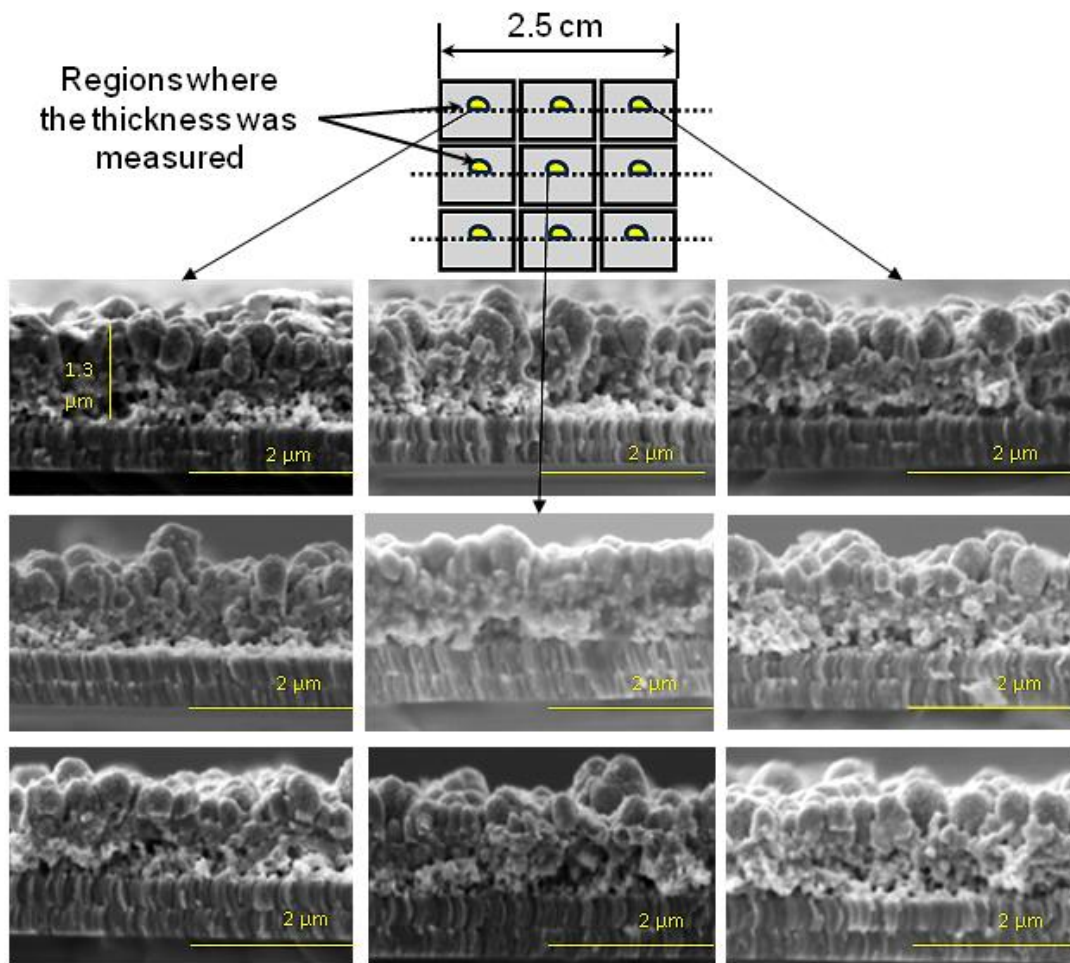 2.5 cm
Regions where
the thickness was
measured
1.3
µm
2 µm
2 µm
2 µm
2 µm
2 µm
2 µm
2 µm
2 µm
2 µm